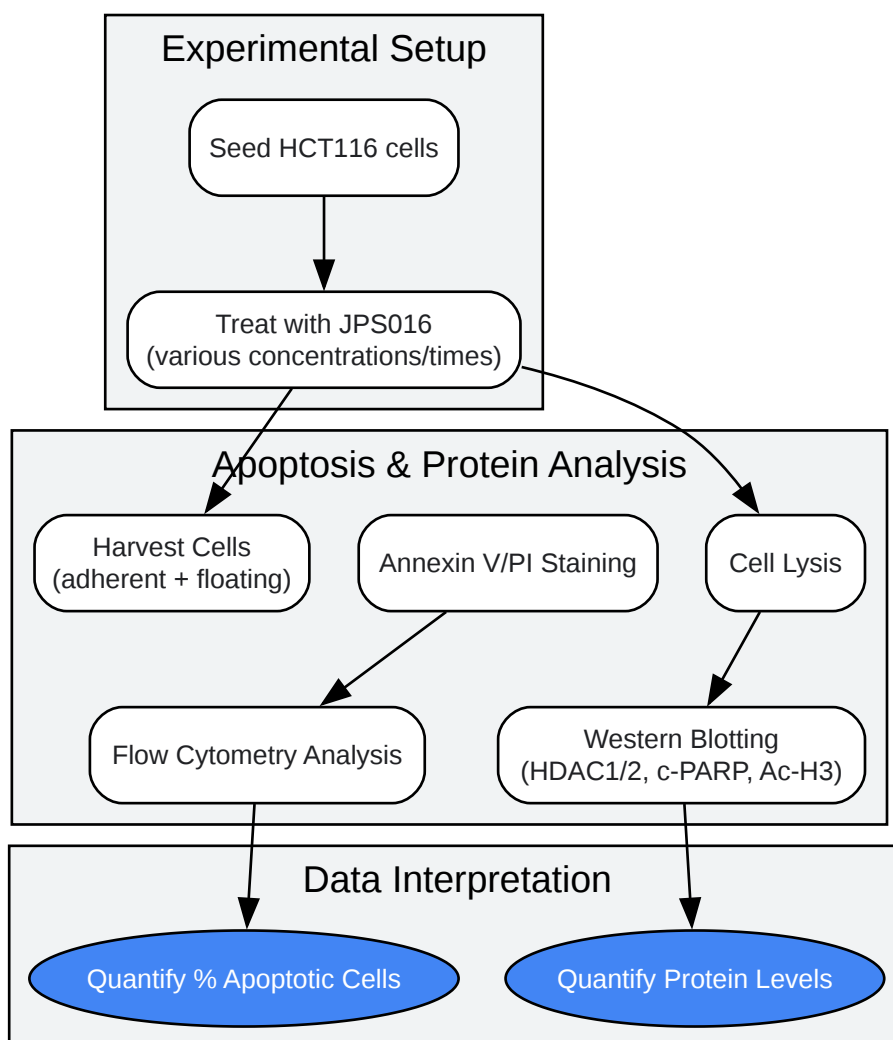 Experimental Setup
Seed HCT116 cells
Treat with JPS016
(various concentrations/times)
Apoptosis & Protein Analysis
Harvest Cells
(adherent + floating)
Annexin V/PI Staining
Cell Lysis
Flow Cytometry Analysis
Western Blotting
(HDAC1/2, c-PARP, Ac-H3)
Data Interpretation
Quantify % Apoptotic Cells
Quantify Protein Levels